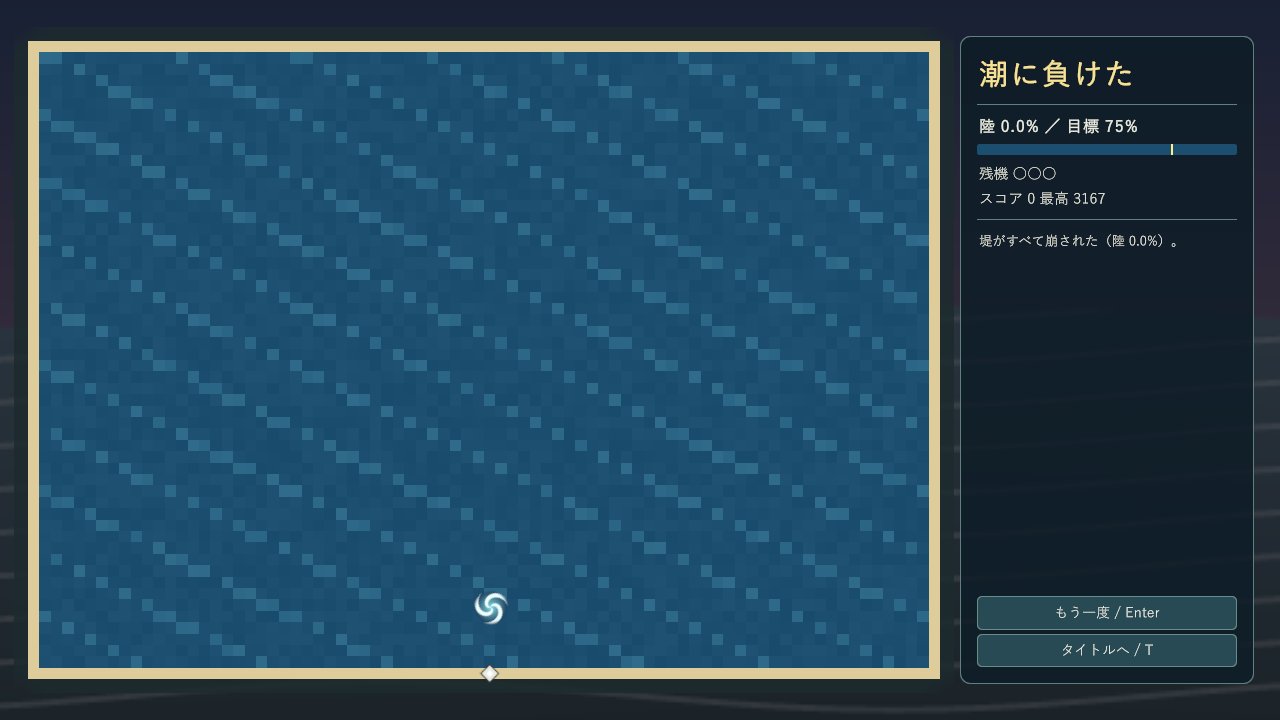 潮に負けた
陸 0.0% ／ 目標 75%
残機 〇〇〇
スコア 0 最高 3167
堤がすべて崩された（陸 0.0%）。
もう一度 / Enter
タイトルへ / T